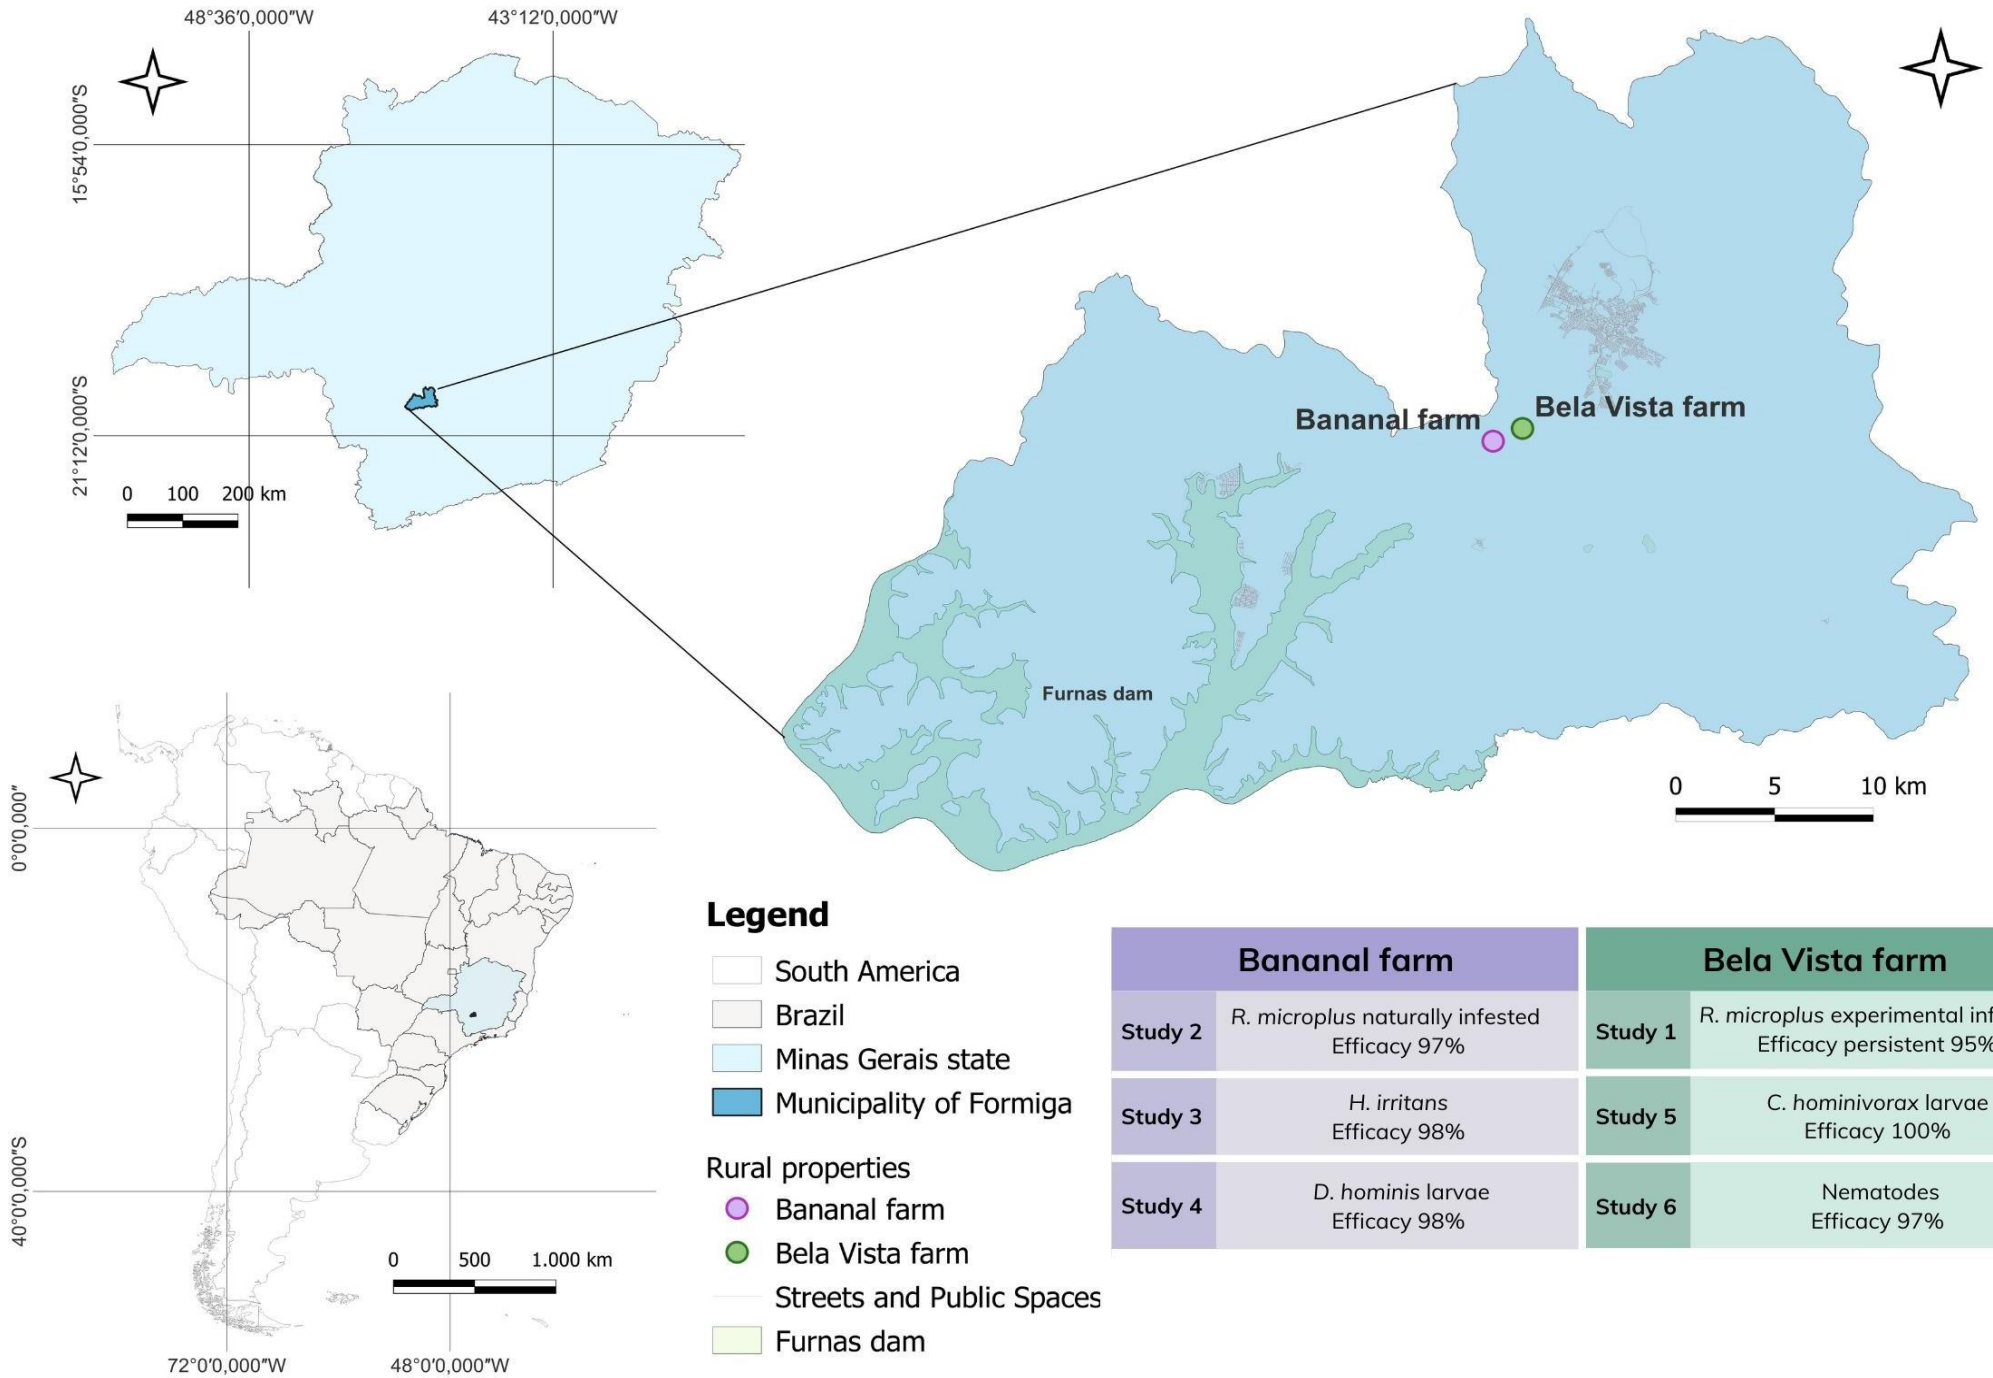 48°36′0,000″W
43°12′0,000″W
15°54′0,000″S
21°12′0,000″S
0 100 200 km
Bananal farm
Bela Vista farm
Furnas dam
0 5 10 km
0°0′0,000″
40°0′0,000″S
0 500 1.000 km
72°0′0,000″W
48°0′0,000″W
Legend
South America
Brazil
Minas Gerais state
Municipality of Formiga
Rural properties
Bananal farm
Bela Vista farm
Streets and Public Spaces
Furnas dam
Bananal farm
Study 2
R. microplus naturally infested
Efficacy 97%
Study 3
H. irritans
Efficacy 98%
Study 4
D. hominis larvae
Efficacy 98%
Bela Vista farm
Study 1
R. microplus experimental
Efficacy persistent 95%
Study 5
C. hominivorax larvae
Efficacy 100%
Study 6
Nematodes
Efficacy 97%